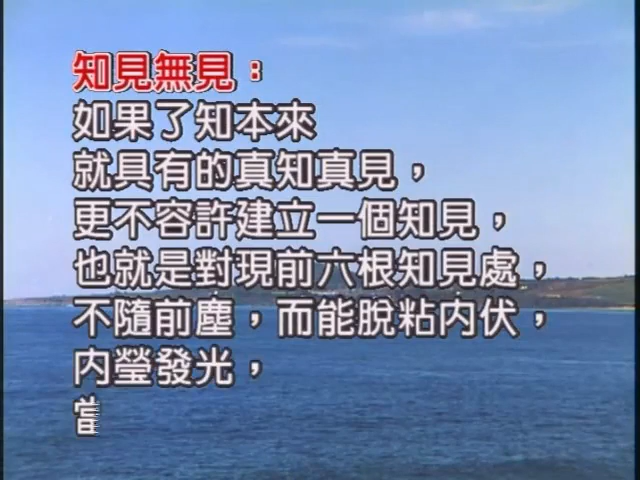 知見無見：
如果了知本來
就具有的真知真見，
更不容許建立一個知見，
也就是對現前六根知見處，
不隨前塵，而能脫粘內伏，
內瑩發光，